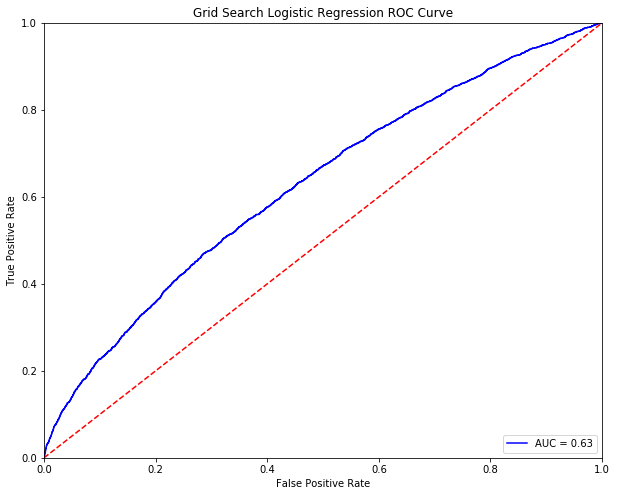 Grid Search Logistic Regression ROC Curve
1.0
0.8
0.6
0.4
0.2
0.0
True Positive Rate
AUC = 0.63
0.0 0.2 0.4 0.6 0.8 1.0
False Positive Rate